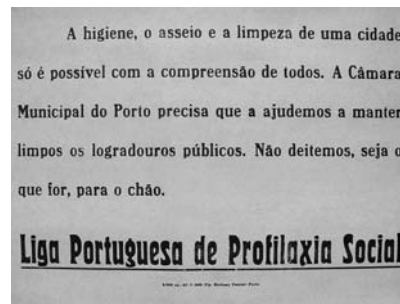 A higiene, o asseio e a limpeza de uma cidade
só é possível com a compreensão de todos. A Câmara
Municipal do Porto precisa que a ajudemos a manter
limpos os logradouros públicos. Não deitemos, seja o
que for, para o chão.
Liga Portuguesa de Profilaxia Social